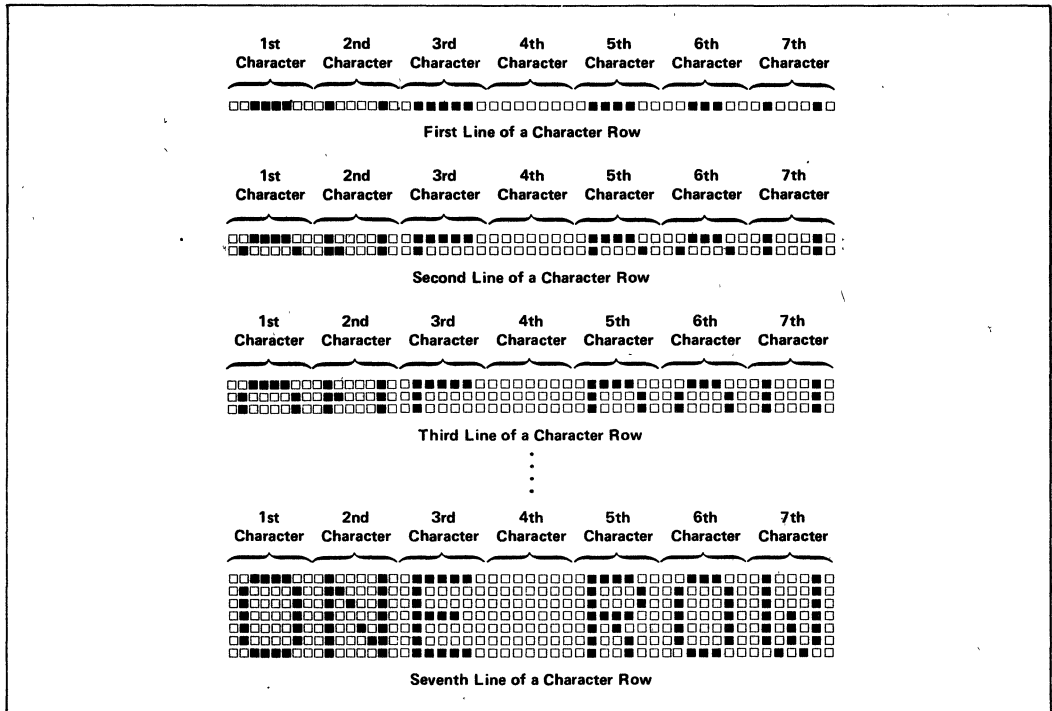 1st 2nd 3rd 4th 5th 6th 7th
Character Character Character Character Character Character Character
First Line of a Character Row
1st 2nd 3rd 4th 5th 6th 7th
Character Character Character Character Character Character Character
Second Line of a Character Row
1st 2nd 3rd 4th 5th 6th 7th
Character Character Character Character Character Character Character
Third Line of a Character Row
1st 2nd 3rd 4th 5th 6th 7th
Character Character Character Character Character Character Character
ONE ROW
Seventh Line of a Character Row